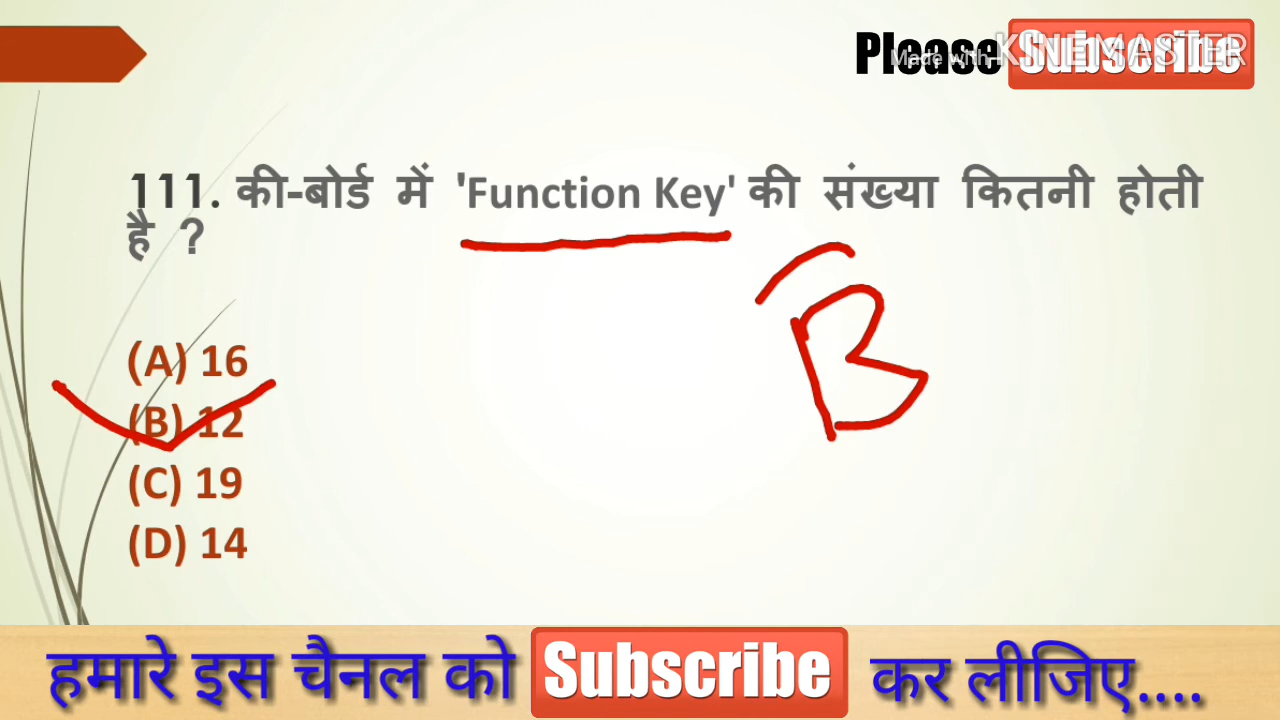 Please Subscribe
Made with KINEMASTER
111. की-बोर्ड में 'Function Key' की संख्या कितनी होती
है ?
B
(A) 16
(B) 12
(C) 19
(D) 14
हमारे इस चैनल को Subscribe कर लीजिए....